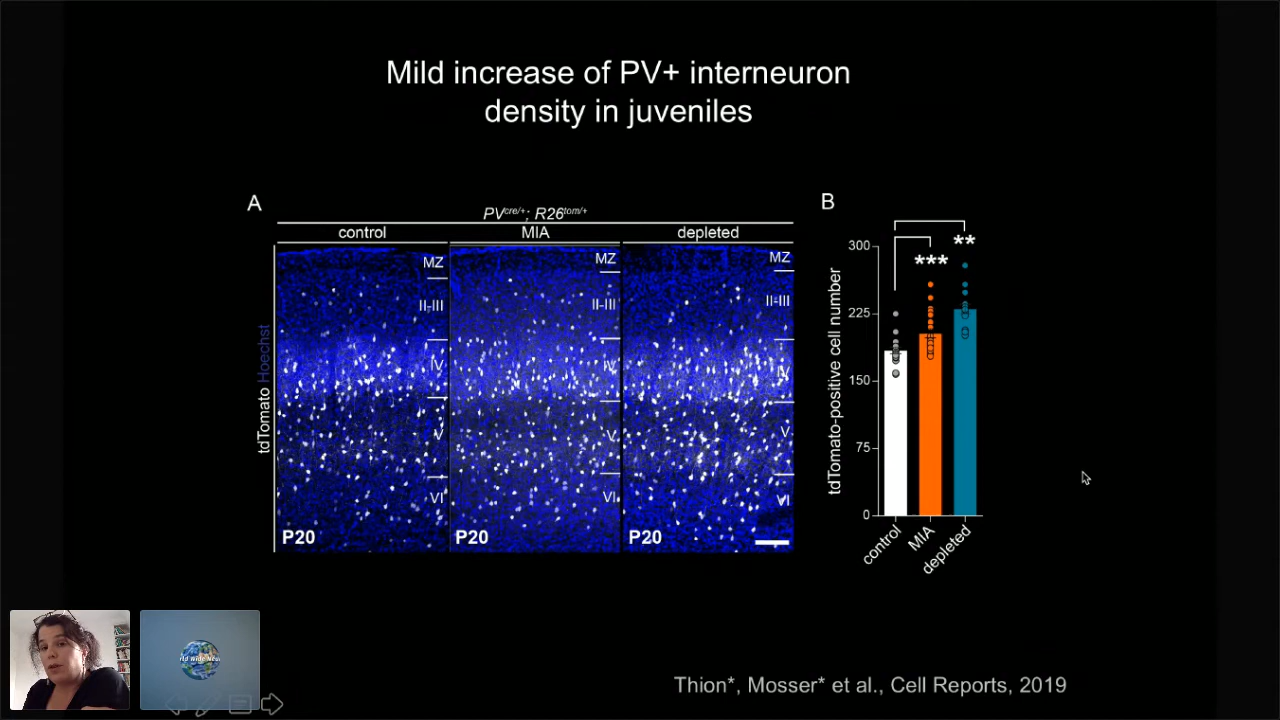 Mild increase of PV+ interneuron
density in juveniles
A
PVcre/+; R26tom/+
control
MIA
depleted
tdTomato Hoechst
MZ
II-III
IV
V
VI
P20
MZ
II-III
IV
V
VI
P20
MZ
II-III
IV
V
VI
P20
B
tdTomato-positive cell number
300
225
150
75
0
***
**
control
MIA
depleted
Thion*, Mosser* et al., Cell Reports, 2019